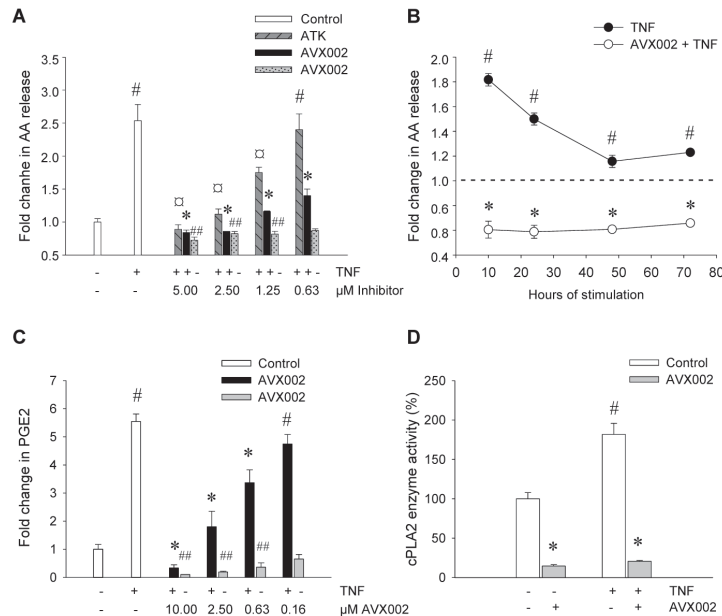 A
Control
ATK
AVX002
AVX002
Fold chanhe in AA release
3.5
3.0
2.5
2.0
1.5
1.0
0.5
#
¤
*
##
¤
*
##
¤
*
##
#
*
- + + + - + + - + + - + + - TNF
- - 5.00 2.50 1.25 0.63 µM Inhibitor
B
TNF
AVX002 + TNF
Fold change in AA release
2.0
1.8
1.6
1.4
1.2
1.0
0.8
0.6
# # # #
* * * *
0 10 20 30 40 50 60 70 80
Hours of stimulation
C
Control
AVX002
AVX002
Fold change in PGE2
7
6
5
4
3
2
1
0
#
*
##
*
##
*
##
#
- + + - + - + - + - TNF
- - 10.00 2.50 0.63 0.16 µM AVX002
D
Control
AVX002
cPLA2 enzyme activity (%)
250
200
150
100
50
0
*
#
*
- - + + TNF
- + - + AVX002